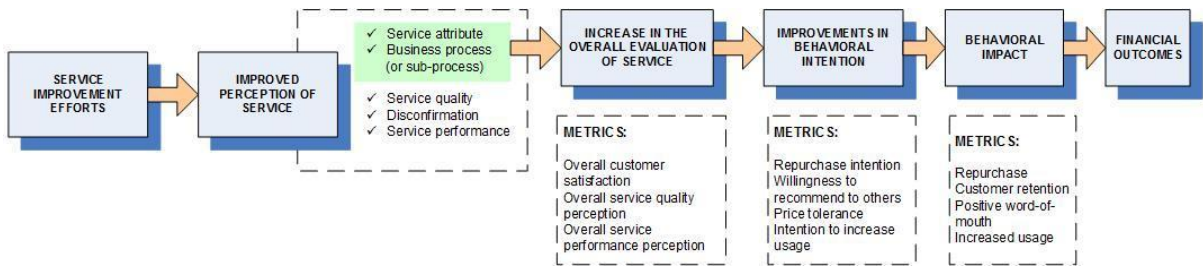 SERVICE
IMPROVEMENT
EFFORTS
IMPROVED
PERCEPTION OF
SERVICE
✓ Service attribute
✓ Business process
(or sub-process)
✓ Service quality
✓ Disconfirmation
✓ Service performance
INCREASE IN THE
OVERALL EVALUATION
OF SERVICE
METRICS:
Overall customer
satisfaction
Overall service quality
perception
Overall service
performance perception
IMPROVEMENTS IN
BEHAVIORAL
INTENTION
METRICS:
Repurchase intention
Willingness to
recommend to others
Price tolerance
Intention to increase
usage
BEHAVIORAL
IMPACT
METRICS:
Repurchase
Customer retention
Positive word-of-
mouth
Increased usage
FINANCIAL
OUTCOMES